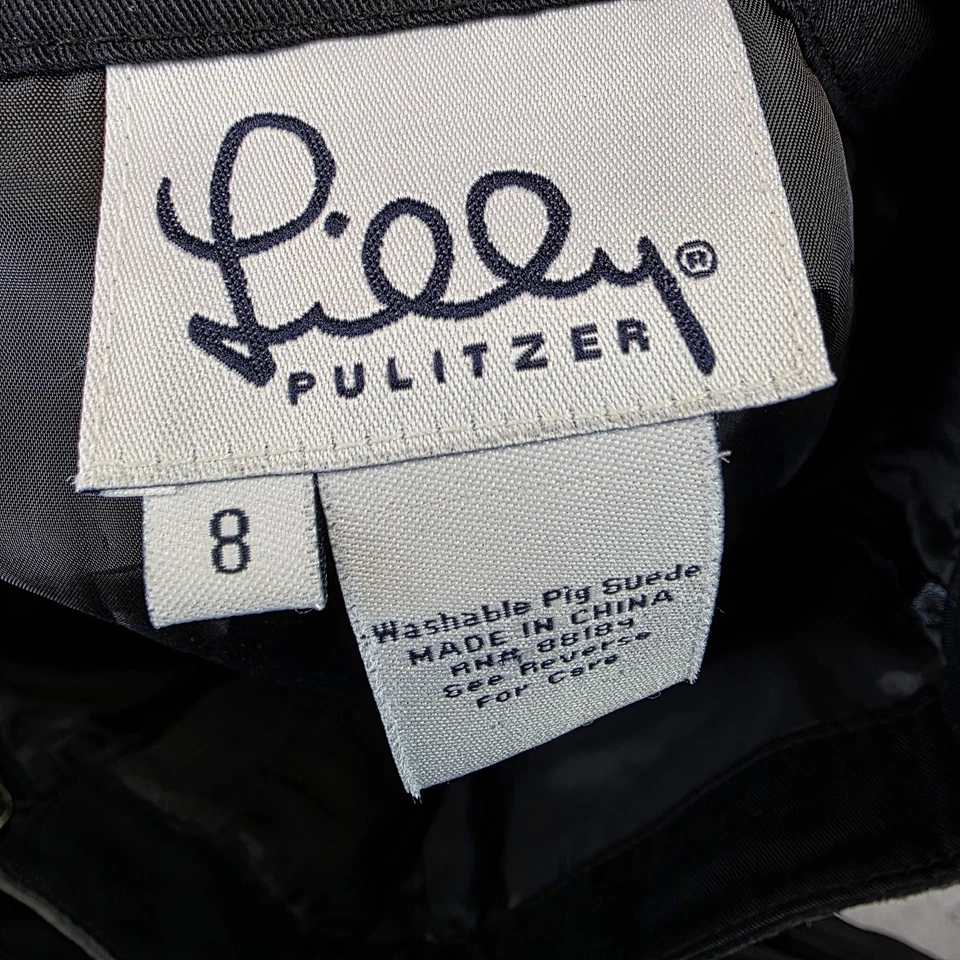 Lilly®
PULITZER
8
Washable Pig Suede
MADE IN CHINA
RN# 88184
See Reverse
For Care